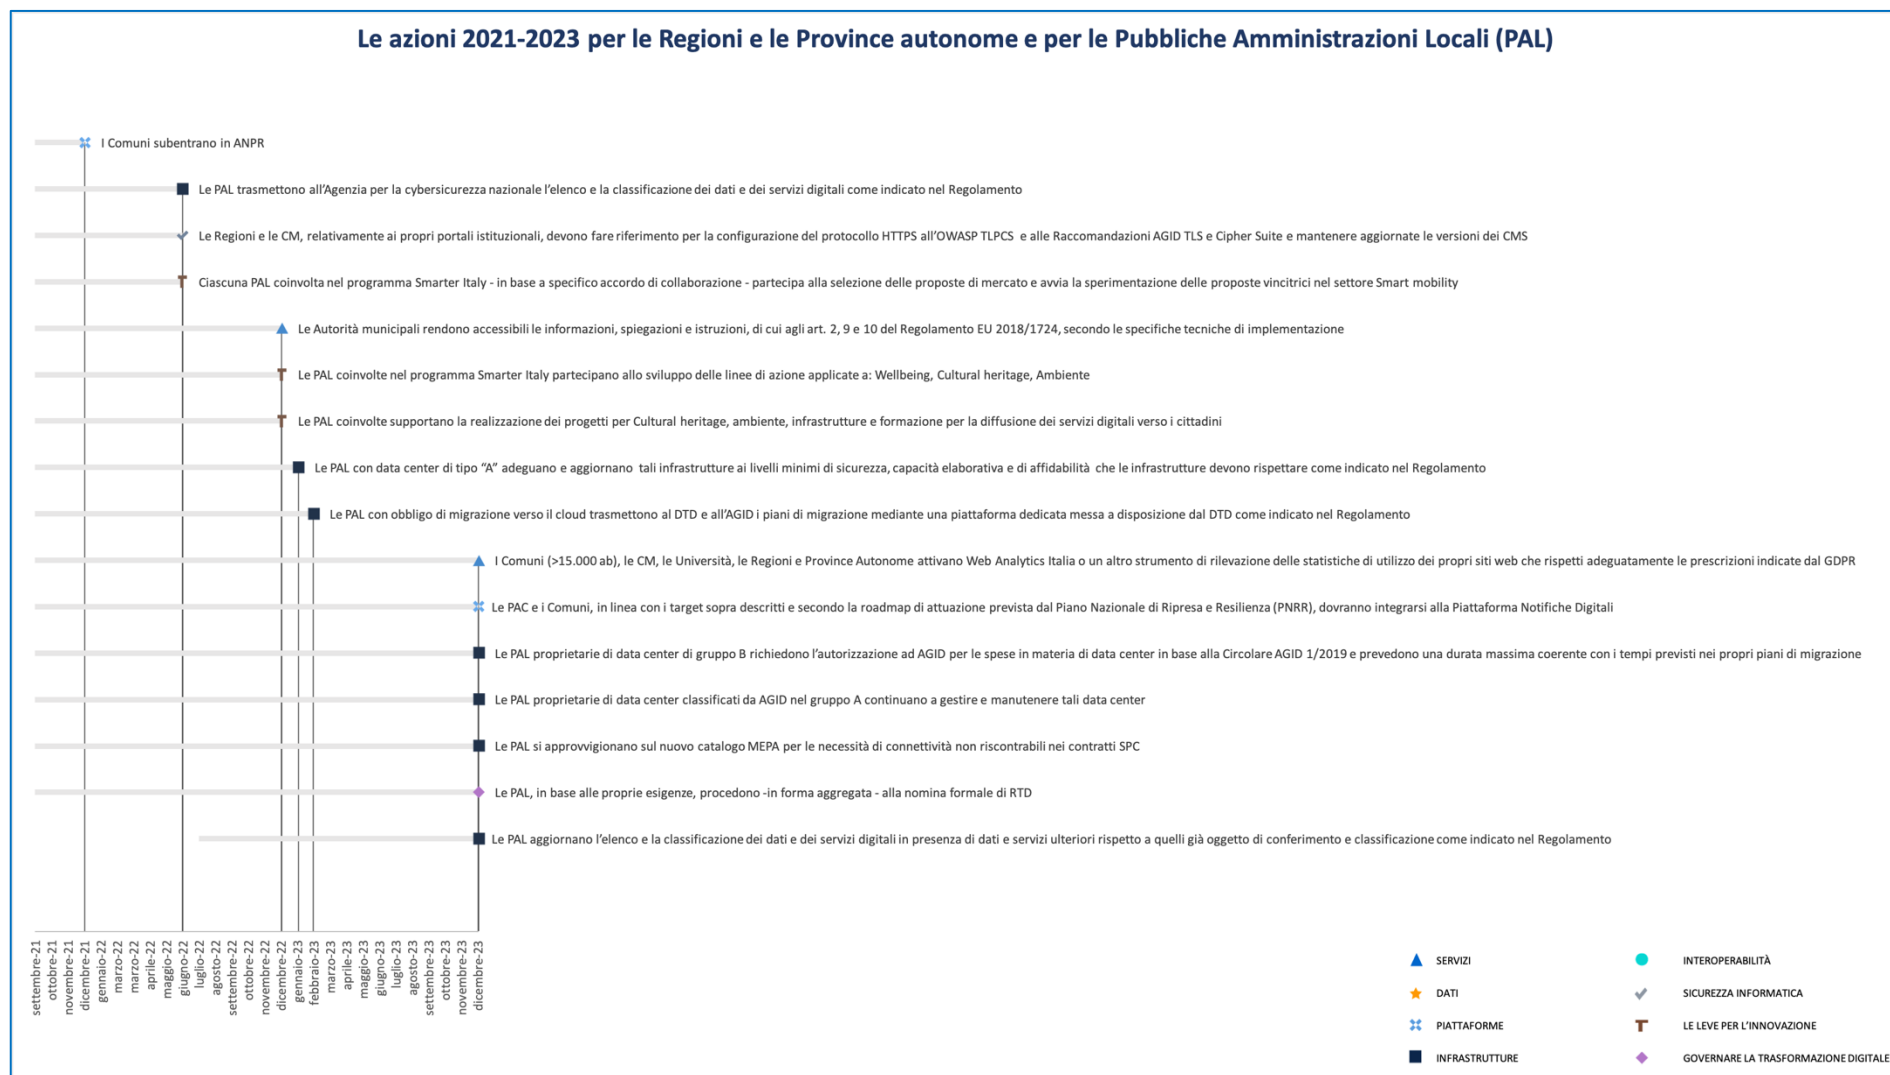 Le azioni 2021-2023 per le Regioni e le Province autonome e per le Pubbliche Amministrazioni Locali (PAL)
I Comuni subentrano in ANPR
Le PAL trasmettono all’Agenzia per la cybersicurezza nazionale l’elenco e la classificazione dei dati e dei servizi digitali come indicato nel Regolamento
Le Regioni e le CM, relativamente ai propri portali istituzionali, devono fare riferimento per la configurazione del protocollo HTTPS all’OWASP TLPCS e alle Raccomandazioni AGID TLS e Cipher Suite e mantenere aggiornate le versioni dei CMS
Ciascuna PAL coinvolta nel programma Smarter Italy - in base a specifico accordo di collaborazione - partecipa alla selezione delle proposte di mercato e avvia la sperimentazione delle proposte vincitrici nel settore Smart mobility
Le Autorità municipali rendono accessibili le informazioni, spiegazioni e istruzioni, di cui agli art. 2, 9 e 10 del Regolamento EU 2018/1724, secondo le specifiche tecniche di implementazione
Le PAL coinvolte nel programma Smarter Italy partecipano allo sviluppo delle linee di azione applicate a: Wellbeing, Cultural heritage, Ambiente
Le PAL coinvolte supportano la realizzazione dei progetti per Cultural heritage, ambiente, infrastrutture e formazione per la diffusione dei servizi digitali verso i cittadini
Le PAL con data center di tipo “A” adeguano e aggiornano tali infrastrutture ai livelli minimi di sicurezza, capacità elaborativa e di affidabilità che le infrastrutture devono rispettare come indicato nel Regolamento
Le PAL con obbligo di migrazione verso il cloud trasmettono al DTD e all’AGID i piani di migrazione mediante una piattaforma dedicata messa a disposizione dal DTD come indicato nel Regolamento
I Comuni (>15.000 ab), le CM, le Università, le Regioni e Province Autonome attivano Web Analytics Italia o un altro strumento di rilevazione delle statistiche di utilizzo dei propri siti web che rispetti adeguatamente le prescrizioni indicate dal GDPR
Le PAC e i Comuni, in linea con i target sopra descritti e secondo la roadmap di attuazione prevista dal Piano Nazionale di Ripresa e Resilienza (PNRR), dovranno integrarsi alla Piattaforma Notifiche Digitali
Le PAL proprietarie di data center di gruppo B richiedono l’autorizzazione ad AGID per le spese in materia di data center in base alla Circolare AGID 1/2019 e prevedono una durata massima coerente con i tempi previsti nei propri piani di migrazione
Le PAL proprietarie di data center classificati da AGID nel gruppo A continuano a gestire e manutenere tali data center
Le PAL si approvvigionano sul nuovo catalogo MEPA per le necessità di connettività non riscontrabili nei contratti SPC
Le PAL, in base alle proprie esigenze, procedono -in forma aggregata - alla nomina formale di RTD
Le PAL aggiornano l’elenco e la classificazione dei dati e dei servizi digitali in presenza di dati e servizi ulteriori rispetto a quelli già oggetto di conferimento e classificazione come indicato nel Regolamento
settembre-21
ottobre-21
novembre-21
dicembre-21
gennaio-22
marzo-22
marzo-22
aprile-22
maggio-22
giugno-22
luglio-22
agosto-22
settembre-22
ottobre-22
novembre-22
dicembre-22
gennaio-23
febbraio-23
marzo-23
aprile-23
maggio-23
giugno-23
luglio-23
agosto-23
settembre-23
ottobre-23
novembre-23
dicembre-23
SERVIZI
DATI
PIATTAFORME
INFRASTRUTTURE
INTEROPERABILITÀ
SICUREZZA INFORMATICA
LE LEVE PER L’INNOVAZIONE
GOVERNARE LA TRASFORMAZIONE DIGITALE